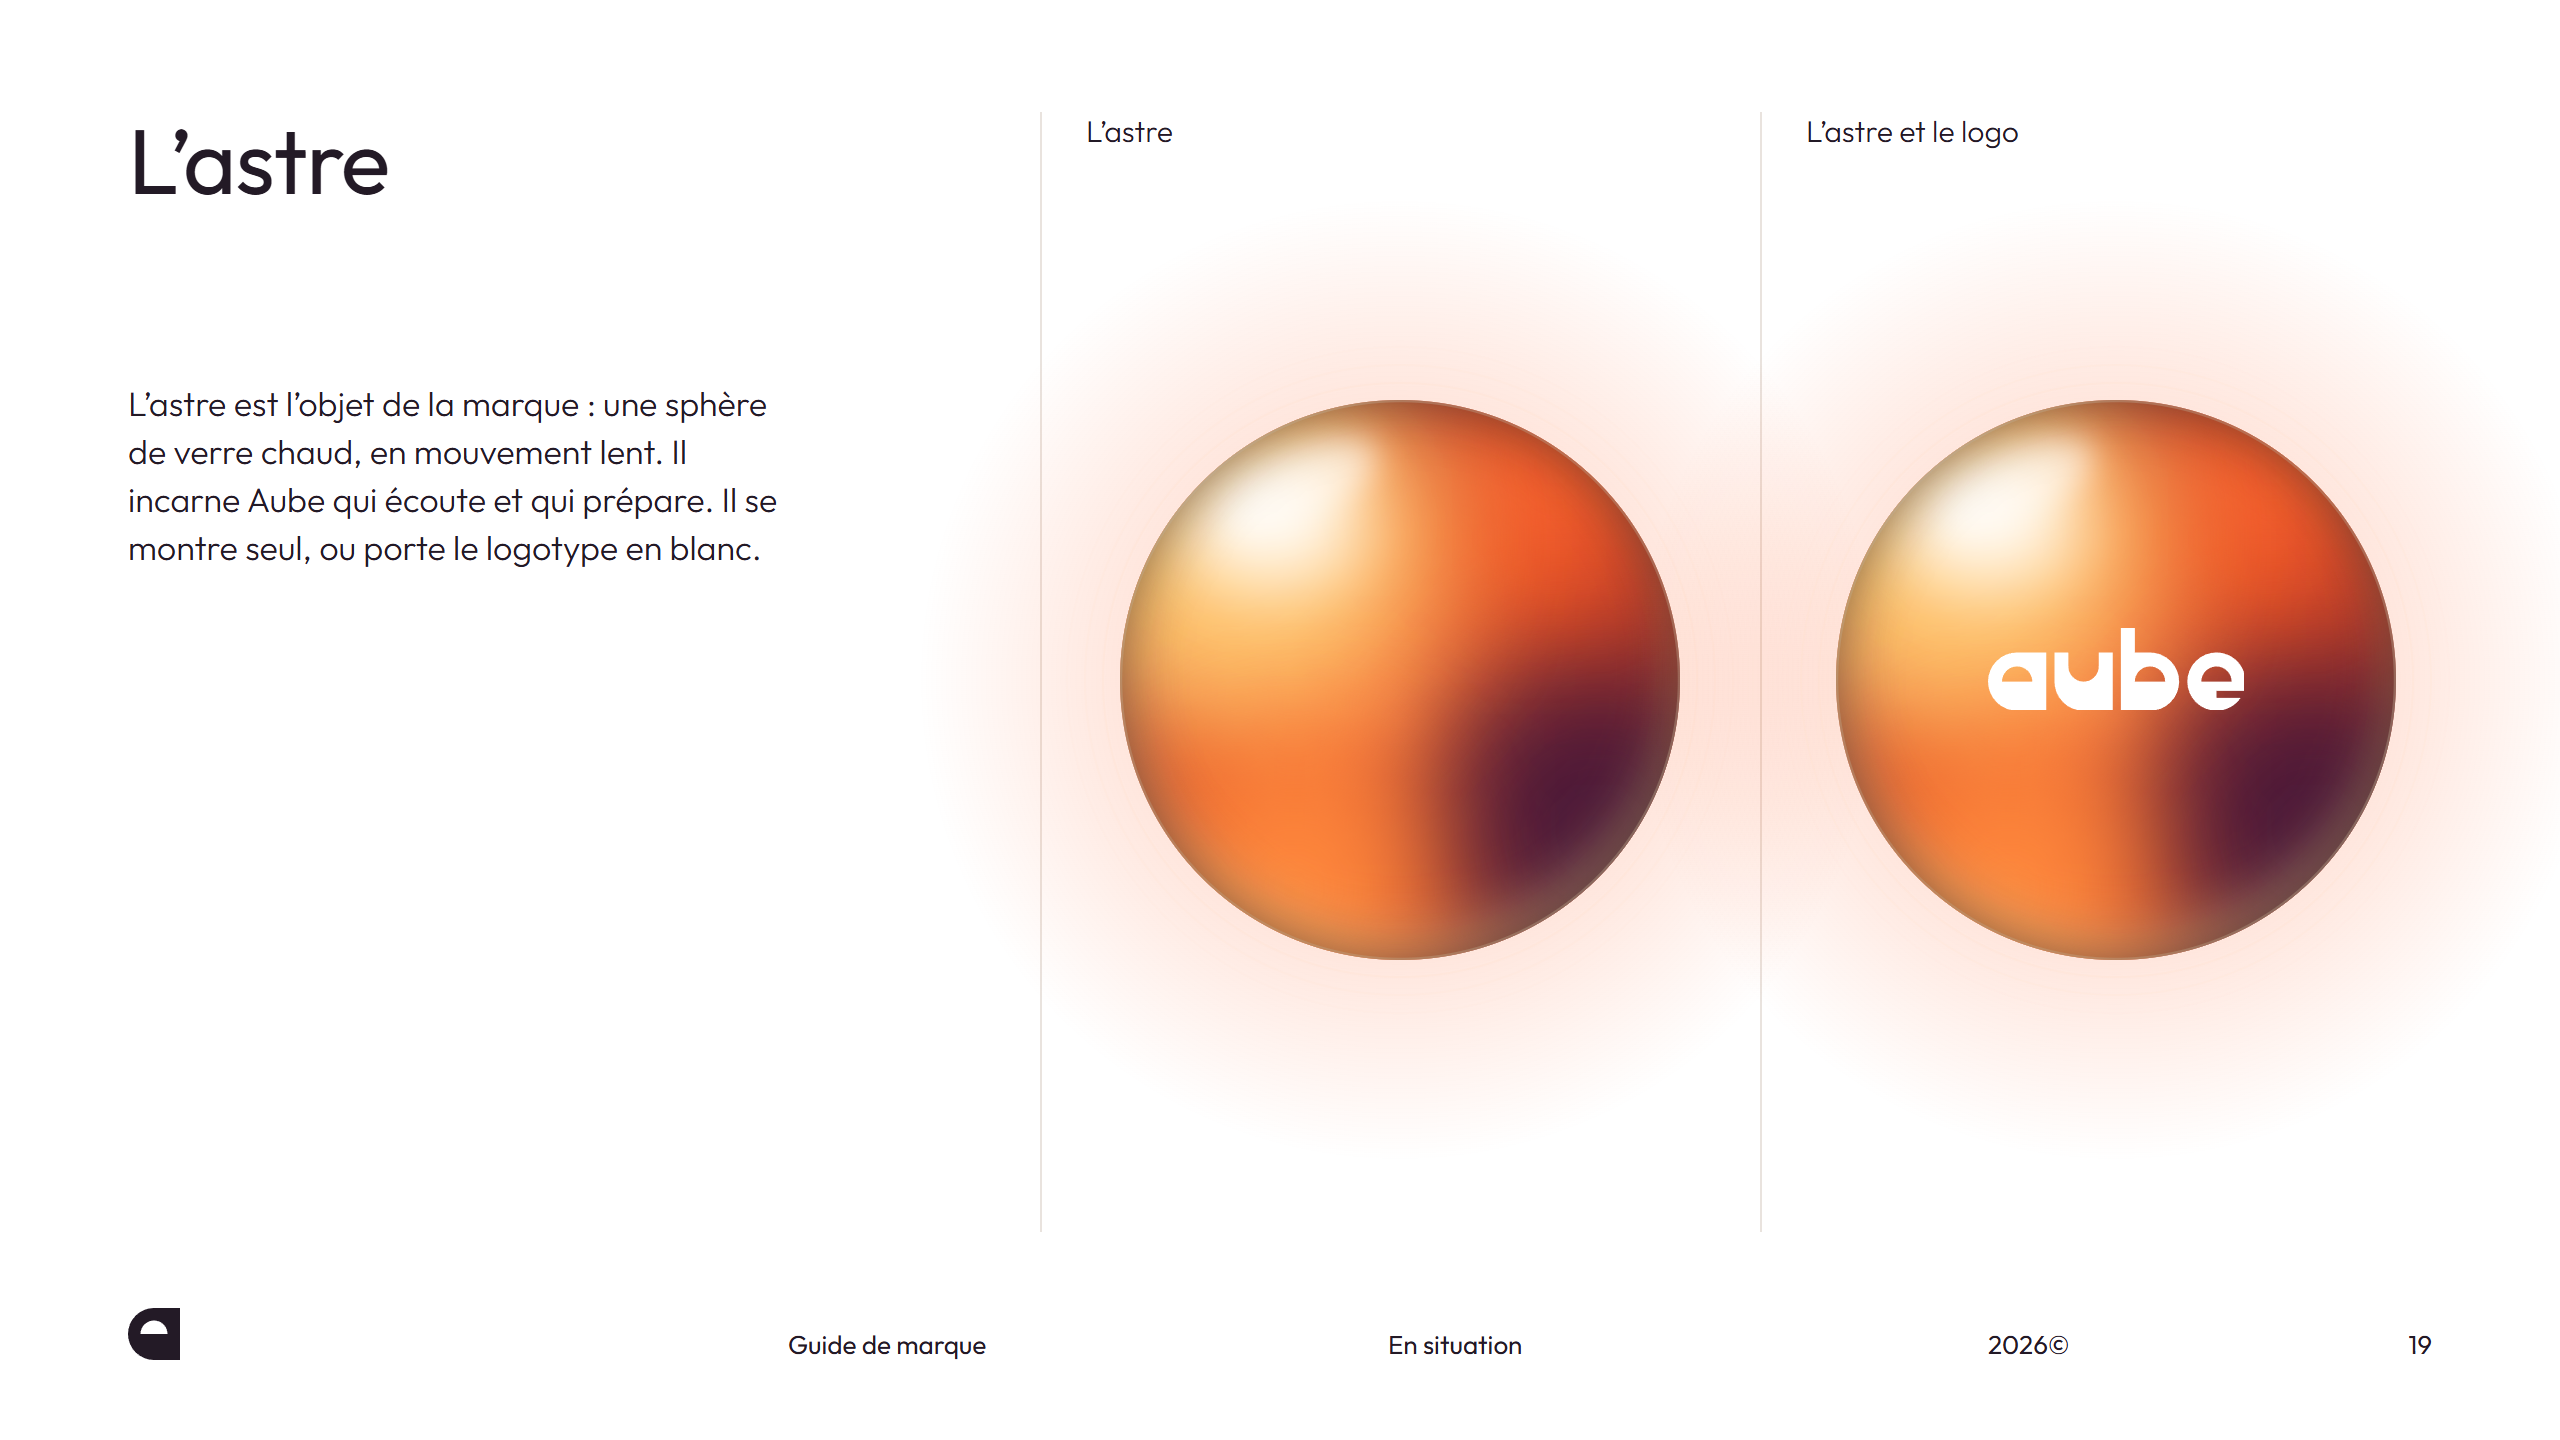 L’astre
L’astre est l’objet de la marque : une sphère
de verre chaud, en mouvement lent. Il
incarne Aube qui écoute et qui prépare. Il se
montre seul, ou porte le logotype en blanc.
L’astre
L’astre et le logo
aube
Guide de marque
En situation
2026©
19